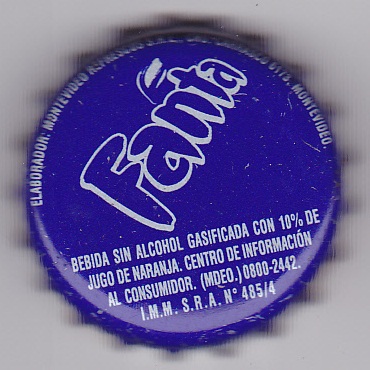 ELABORADOR: MONTEVIDEO MONTEVIDEO.
Fanta
BEBIDA SIN ALCOHOL GASIFICADA CON 10% DE
JUGO DE NARANJA. CENTRO DE INFORMACIÓN
AL CONSUMIDOR. (MDEO.) 0800-2442.
I.M.M. S.R.A. N° 485/4